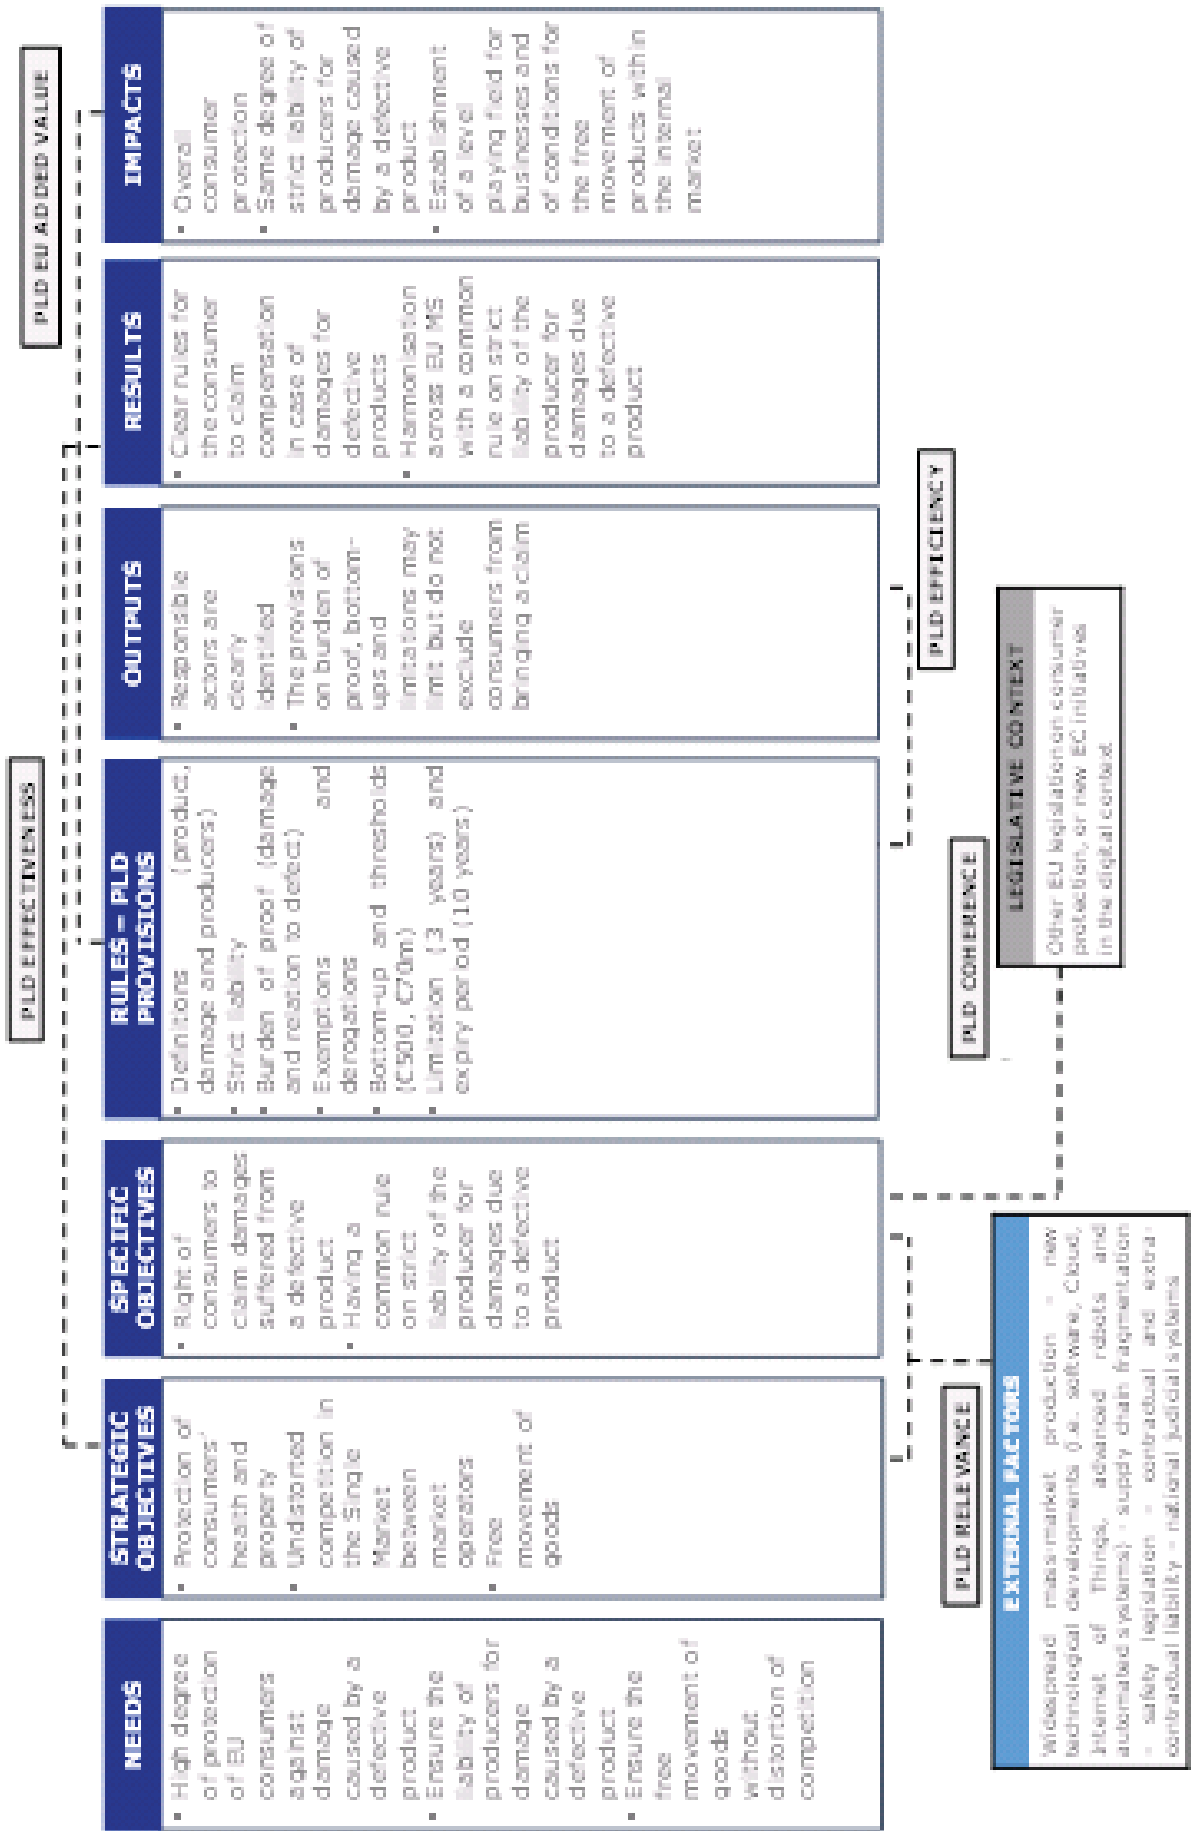 PLD EFFECTIVENESS
PLD EU ADDED VALUE
NEEDS
▪ High degree
of protection
of EU
consumers
against
damage
caused by a
defective
product
▪ Ensure the
liability of
producers for
damage
caused by a
defective
product
▪ Ensure the
free
movement of
goods
without
distortion of
competition
STRATEGIC
OBJECTIVES
▪ Protection of
consumers'
health and
property
▪ Undistorted
competition in
the Single
Market
between
market
operators
▪ Free
movement of
goods
SPECIFIC
OBJECTIVES
▪ Right of
consumers to
claim damages
suffered from
a defective
product
▪ Having a
common rule
on strict
liability of the
producer for
damages due
to a defective
product
RULES – PLD
PROVISIONS
▪ Definitions (product,
damage and producers)
▪ Strict liability
▪ Burden of proof (damage
and relation to defect)
▪ Exemptions and
derogations
▪ Bottom-up and thresholds
(€500, €70m)
▪ Limitation (3 years) and
expiry period (10 years)
OUTPUTS
▪ Responsible
actors are
clearly
identified
▪ The provisions
on burden of
proof, bottom-
ups and
limitations may
limit but do not
exclude
consumers from
bringing a claim
RESULTS
▪ Clear rules for
the consumer
to claim
compensation
in case of
damages for
defective
products
▪ Harmonisation
across EU MS
with a common
rule on strict
liability of the
producer for
damages due
to a defective
product
IMPACTS
▪ Overall
consumer
protection
▪ Same degree of
strict liability of
producers for
damage caused
by a defective
product
▪ Establishment
of a level
playing field for
businesses and
of conditions for
the free
movement of
products within
the internal
market
PLD RELEVANCE
PLD COHERENCE
PLD EFFICIENCY
EXTERNAL FACTORS
Widespread mass-market production – new
technological developments (i.e. software, Cloud,
Internet of Things, advanced robots and
automated systems) – supply chain fragmentation
– safety legislation – contractual and extra-
contractual liability – national judicial systems
LEGISLATIVE CONTEXT
Other EU legislation on consumer
protection, or new EC initiatives
in the digital context